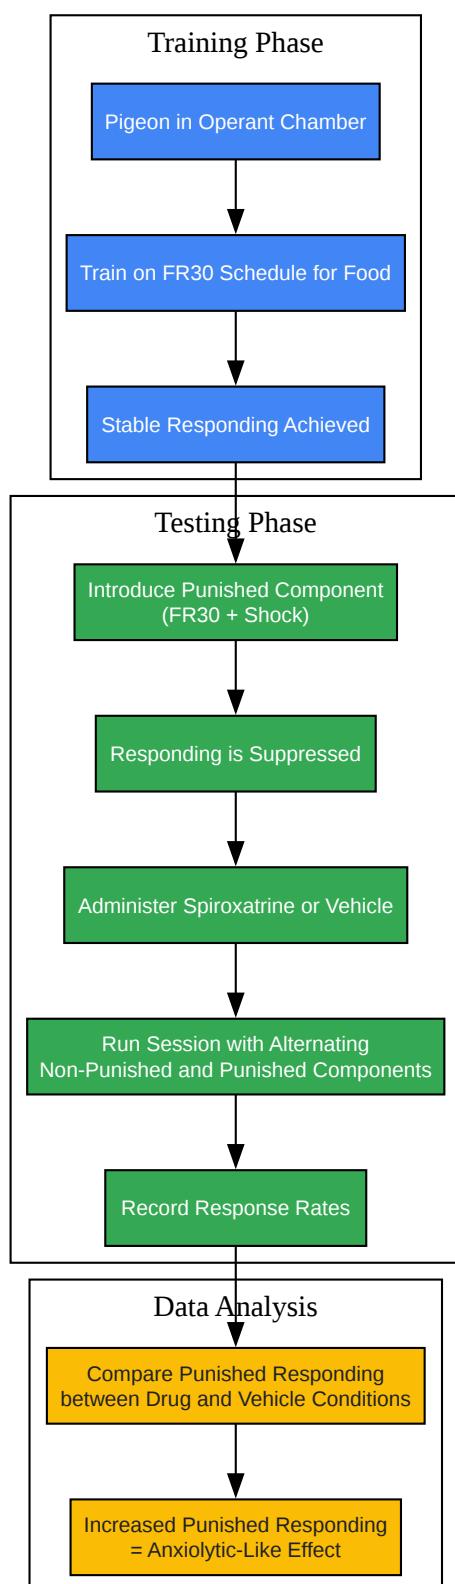 Training Phase
Pigeon in Operant Chamber
Train on FR30 Schedule for Food
Stable Responding Achieved
Testing Phase
Introduce Punished Component
(FR30 + Shock)
Responding is Suppressed
Administer Spiroxatrine or Vehicle
Run Session with Alternating
Non-Punished and Punished Components
Record Response Rates
Data Analysis
Compare Punished Responding
between Drug and Vehicle Conditions
Increased Punished Responding
= Anxiolytic-Like Effect